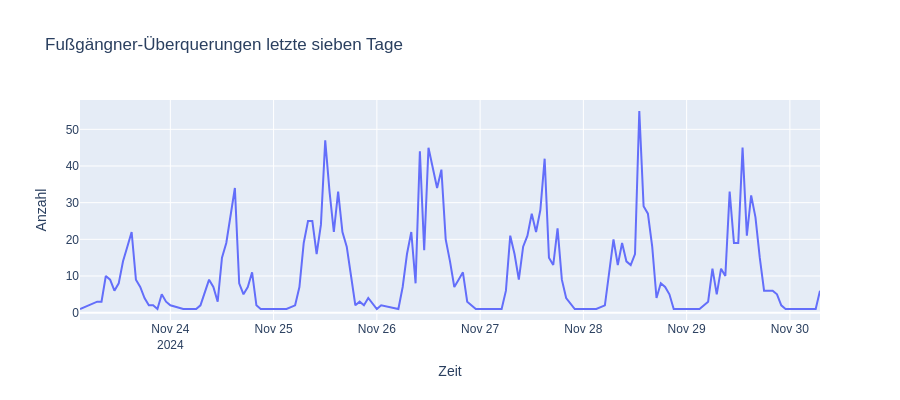 Fußgänger-Überquerungen letzte sieben Tage
Anzahl
50
40
30
20
10
0
Nov 24 Nov 25 Nov 26 Nov 27 Nov 28 Nov 29 Nov 30
2024
Zeit